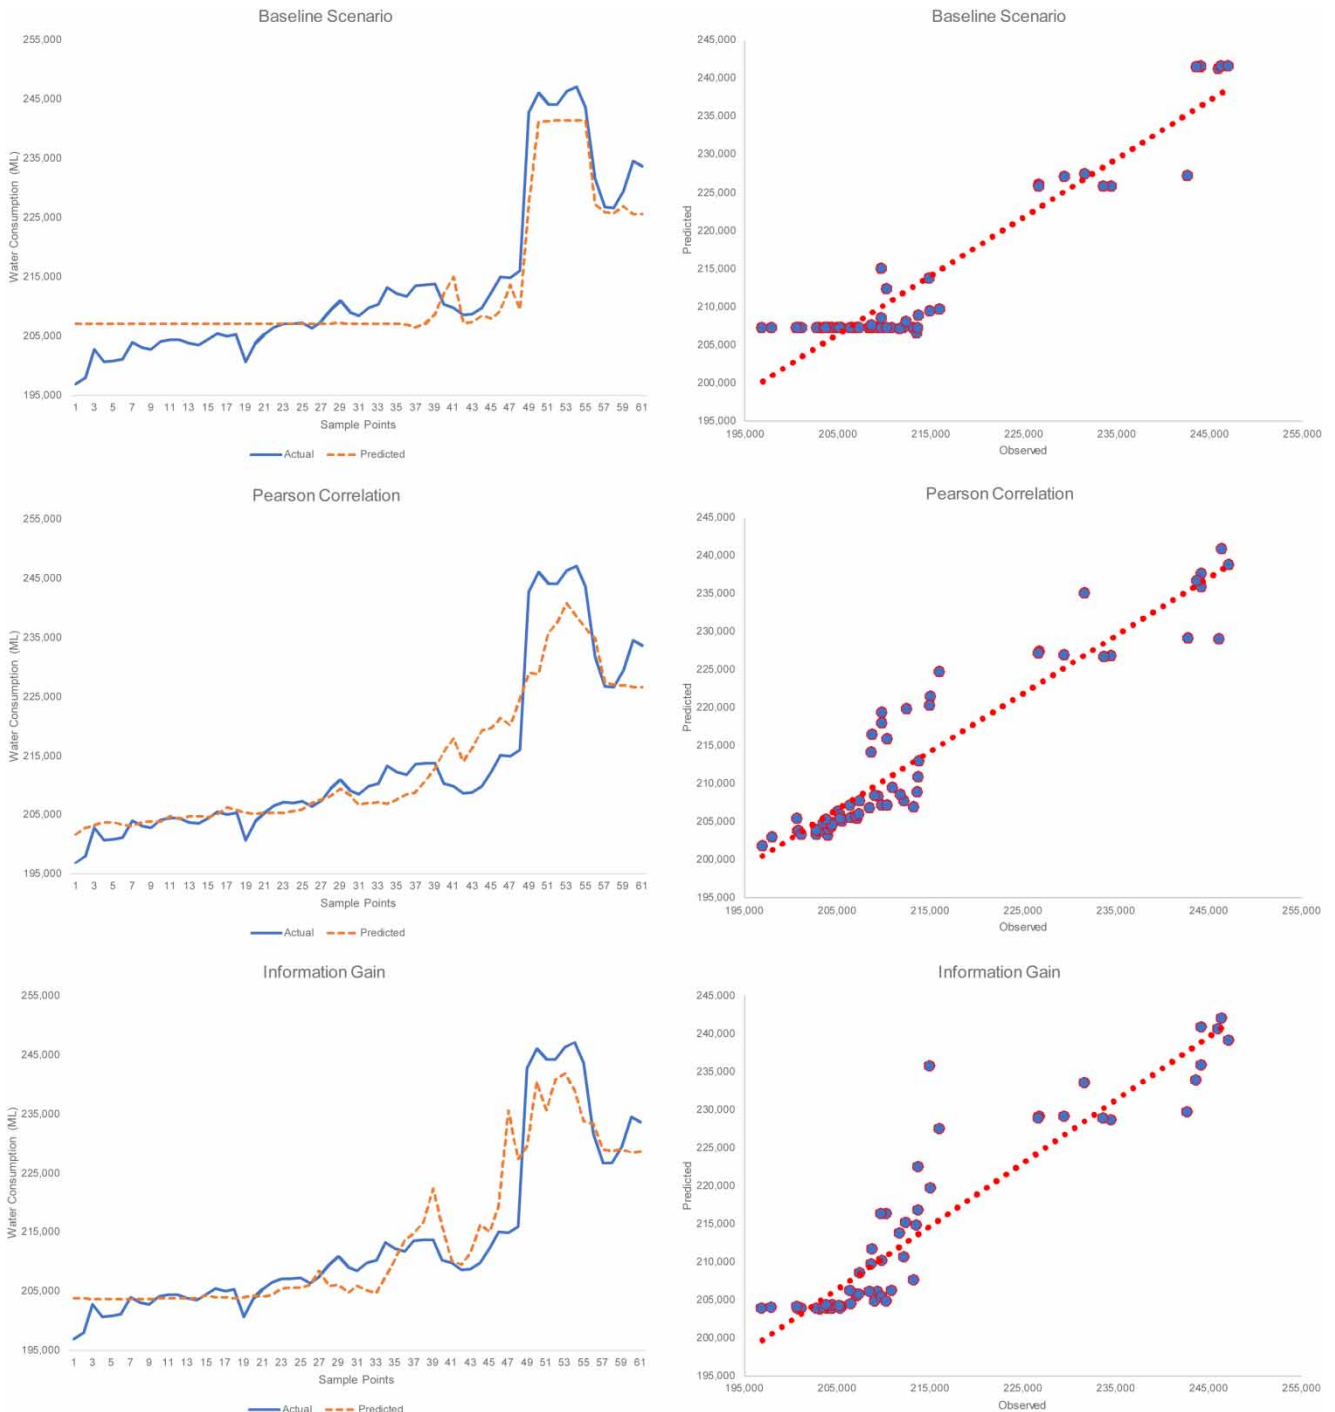 Baseline Scenario
255,000
245,000
235,000
225,000
215,000
205,000
195,000
Water Consumption (ML)
1 3 5 7 9 11 13 15 17 19 21 23 25 27 29 31 33 35 37 39 41 43 45 47 49 51 53 55 57 59 61
Sample Points
Actual Predicted
Baseline Scenario
245,000
240,000
235,000
230,000
225,000
220,000
215,000
210,000
205,000
200,000
195,000
Predicted
195,000 205,000 215,000 225,000 235,000 245,000 255,000
Observed
Pearson Correlation
255,000
245,000
235,000
225,000
215,000
205,000
195,000
Water Consumption (ML)
1 3 5 7 9 11 13 15 17 19 21 23 25 27 29 31 33 35 37 39 41 43 45 47 49 51 53 55 57 59 61
Sample Points
Actual Predicted
Pearson Correlation
245,000
240,000
235,000
230,000
225,000
220,000
215,000
210,000
205,000
200,000
195,000
Predicted
195,000 205,000 215,000 225,000 235,000 245,000 255,000
Observed
Information Gain
255,000
245,000
235,000
225,000
215,000
205,000
195,000
Water Consumption (ML)
1 3 5 7 9 11 13 15 17 19 21 23 25 27 29 31 33 35 37 39 41 43 45 47 49 51 53 55 57 59 61
Sample Points
Actual Predicted
Information Gain
245,000
240,000
235,000
230,000
225,000
220,000
215,000
210,000
205,000
200,000
195,000
Predicted
195,000 205,000 215,000 225,000 235,000 245,000 255,000
Observed